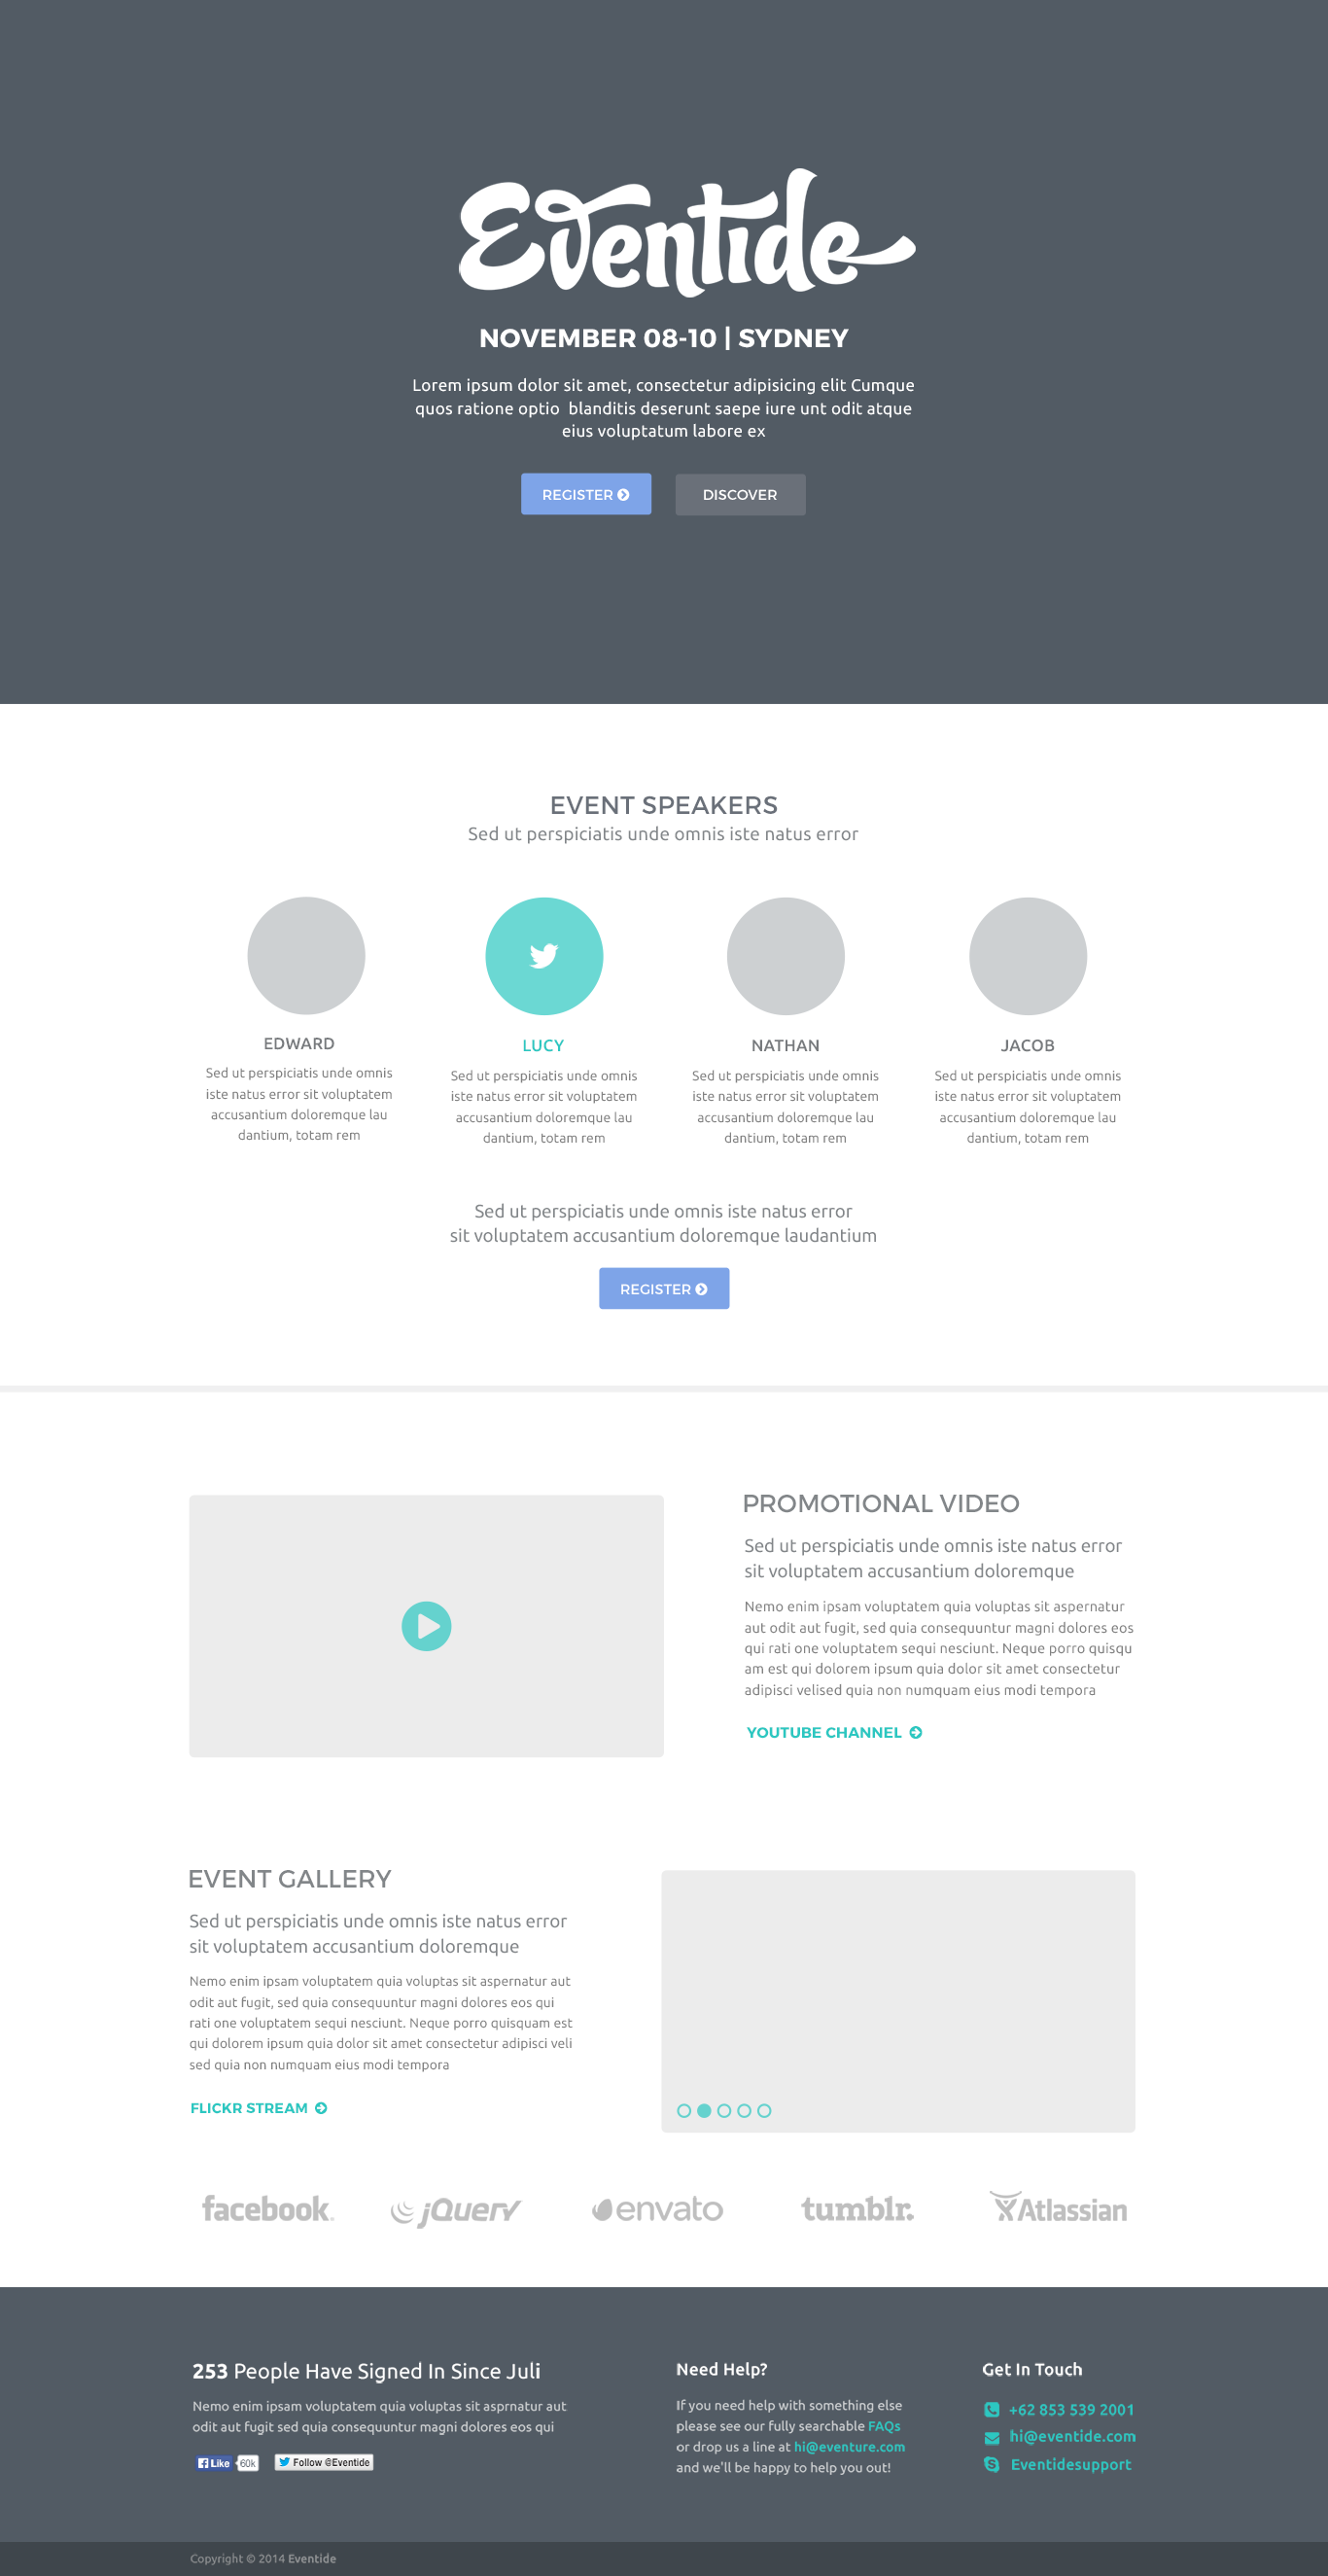 Eventide
NOVEMBER 08-10 | SYDNEY
Lorem ipsum dolor sit amet, consectetur adipisicing elit Cumque
quos ratione optio blanditis deserunt saepe iure unt odit atque
eius voluptatum labore ex
REGISTER
DISCOVER
EVENT SPEAKERS
Sed ut perspiciatis unde omnis iste natus error
EDWARD
Sed ut perspiciatis unde omnis
iste natus error sit voluptatem
accusantium doloremque lau
dantium, totam rem
LUCY
Sed ut perspiciatis unde omnis
iste natus error sit voluptatem
accusantium doloremque lau
dantium, totam rem
NATHAN
Sed ut perspiciatis unde omnis
iste natus error sit voluptatem
accusantium doloremque lau
dantium, totam rem
JACOB
Sed ut perspiciatis unde omnis
iste natus error sit voluptatem
accusantium doloremque lau
dantium, totam rem
Sed ut perspiciatis unde omnis iste natus error
sit voluptatem accusantium doloremque laudantium
REGISTER
PROMOTIONAL VIDEO
Sed ut perspiciatis unde omnis iste natus error
sit voluptatem accusantium doloremque
Nemo enim ipsam voluptatem quia voluptas sit aspernatur
aut odit aut fugit, sed quia consequuntur magni dolores eos
qui rati one voluptatem sequi nesciunt. Neque porro quisqu
am est qui dolorem ipsum quia dolor sit amet consectetur
adipisci velised quia non numquam eius modi tempora
YOUTUBE CHANNEL
EVENT GALLERY
Sed ut perspiciatis unde omnis iste natus error
sit voluptatem accusantium doloremque
Nemo enim ipsam voluptatem quia voluptas sit aspernatur aut
odit aut fugit, sed quia consequuntur magni dolores eos qui
rati one voluptatem sequi nesciunt. Neque porro quisquam est
qui dolorem ipsum quia dolor sit amet consectetur adipisci veli
sed quia non numquam eius modi tempora
FLICKR STREAM
facebook
jQuery
envato
tumblr.
Atlassian
253 People Have Signed In Since Juli
Nemo enim ipsam voluptatem quia voluptas sit asprnatur aut
odit aut fugit sed quia consequuntur magni dolores eos qui
Like 60k
Follow @Eventide
Need Help?
If you need help with something else
please see our fully searchable FAQs
or drop us a line at hi@eventure.com
and we'll be happy to help you out!
Get In Touch
+62 853 539 2001
hi@eventide.com
Eventidesupport
Copyright © 2014 Eventide